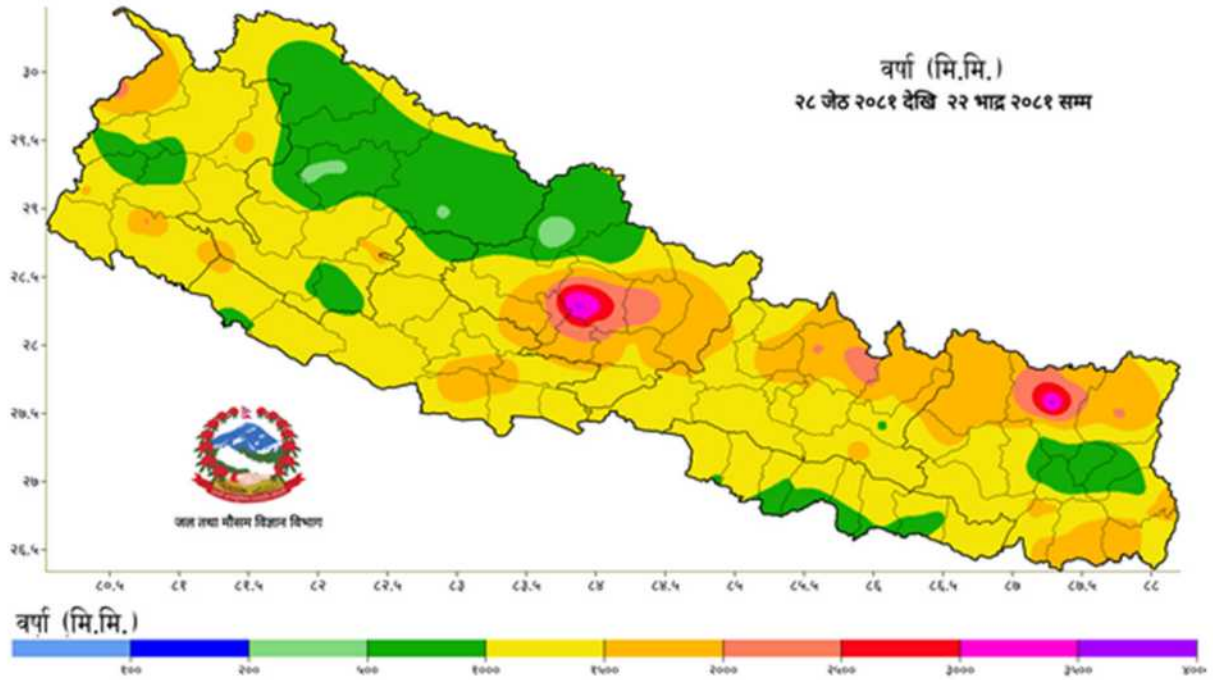 वर्षा (मि.मि.)
२८ जेठ २०८१ देखि २२ भाद्र २०८१ सम्म
३०
२९.५
२९
२८.५
२८
२७.५
२७
२६.५
जल तथा मौसम विज्ञान विभाग
८०.५ ८१ ८१.५ ८२ ८२.५ ८३ ८३.५ ८४ ८४.५ ८५ ८५.५ ८६ ८६.५ ८७ ८७.५ ८८
वर्षा (मि.मि.)
१०० २०० ५०० १००० १५०० २००० २५०० ३००० ३५०० ४००